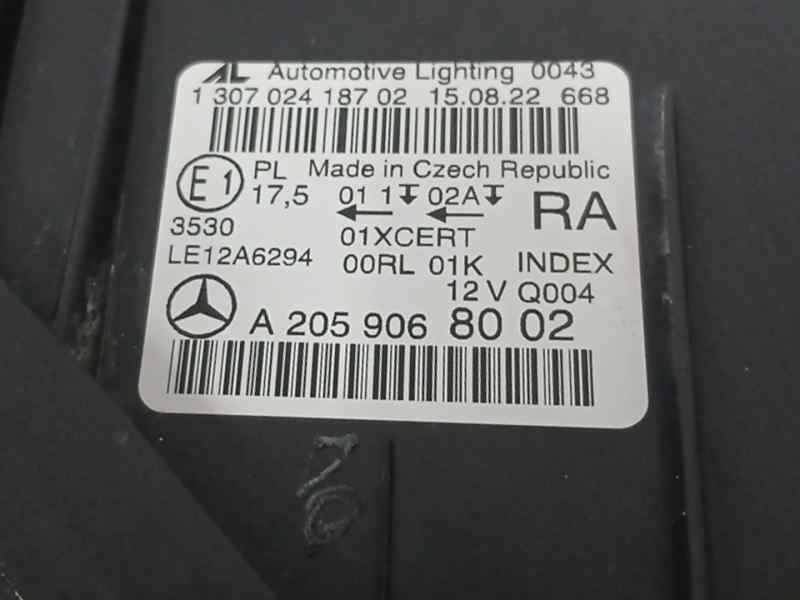 AL Automotive Lighting 0043
1 307 024 187 02 15.08.22 668
E1 PL Made in Czech Republic
17,5 01 1 02A RA
3530 01XCERT
LE12A6294 00RL 01K INDEX
12 V Q004
A 205 906 80 02